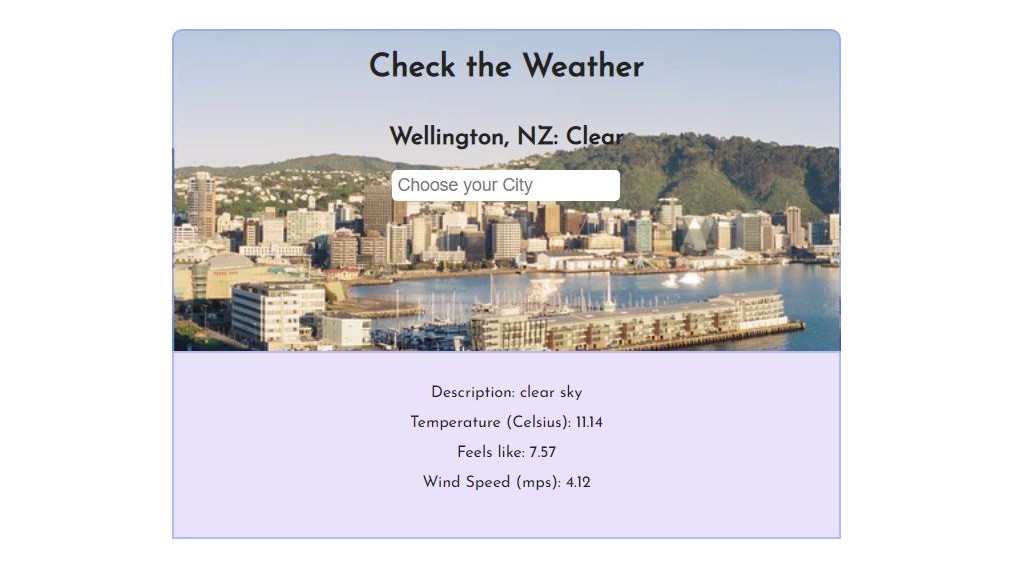 Check the Weather
Wellington, NZ: Clear
Choose your City
Description: clear sky
Temperature (Celsius): 11.14
Feels like: 7.57
Wind Speed (mps): 4.12